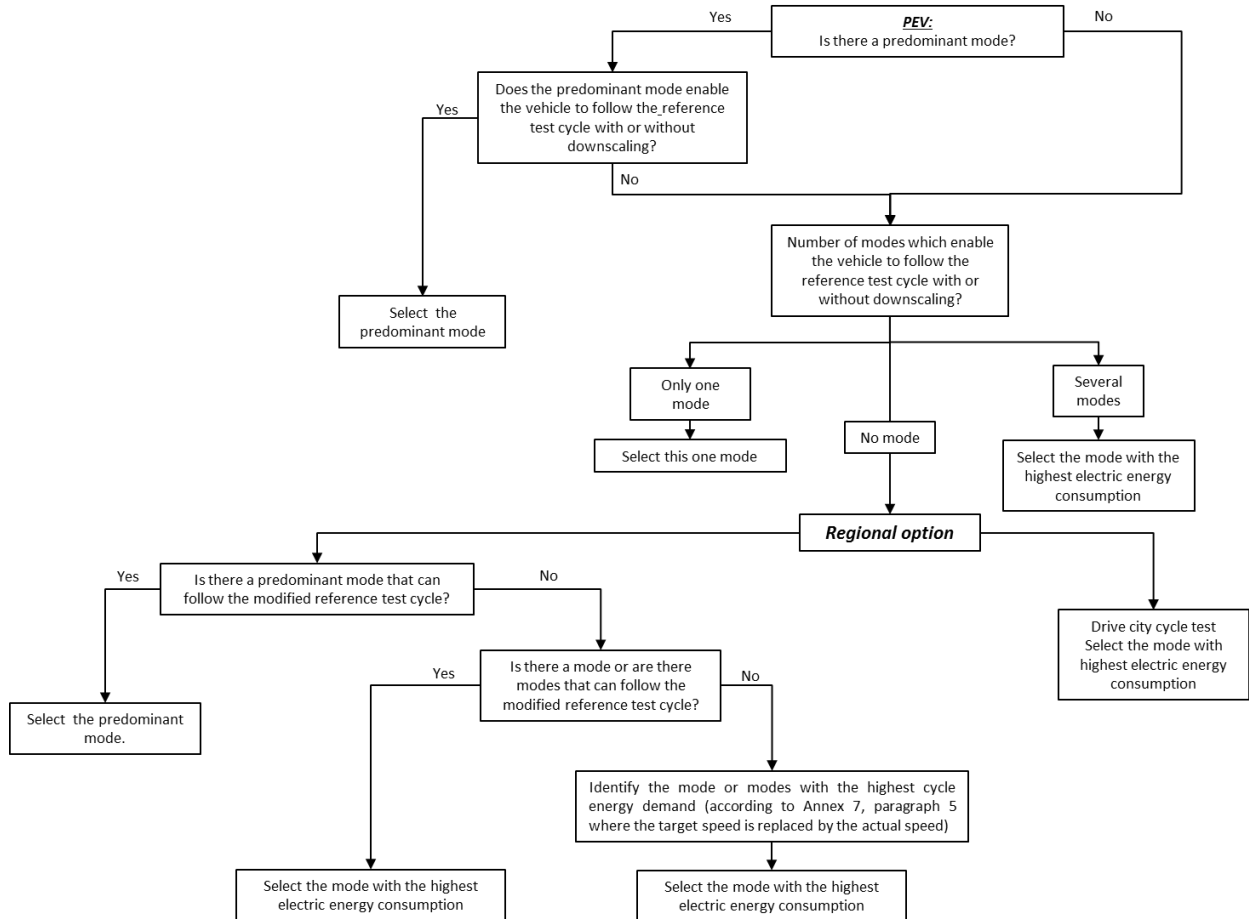 PEV:
Is there a predominant mode?
Yes
No
Does the predominant mode enable
the vehicle to follow the reference
test cycle with or without
downscaling?
Yes
No
Number of modes which enable
the vehicle to follow the
reference test cycle with or
without downscaling?
Select the
predominant mode
Only one
mode
Several
modes
No mode
Select this one mode
Select the mode with the
highest electric energy
consumption
Regional option
Yes
Is there a predominant mode that can
follow the modified reference test cycle?
No
Drive city cycle test
Select the mode with
highest electric energy
consumption
Yes
Is there a mode or are there
modes that can follow the
modified reference test cycle?
No
Select the predominant
mode.
Identify the mode or modes with the highest cycle
energy demand (according to Annex 7, paragraph 5
where the target speed is replaced by the actual speed)
Select the mode with the highest
electric energy consumption
Select the mode with the highest
electric energy consumption